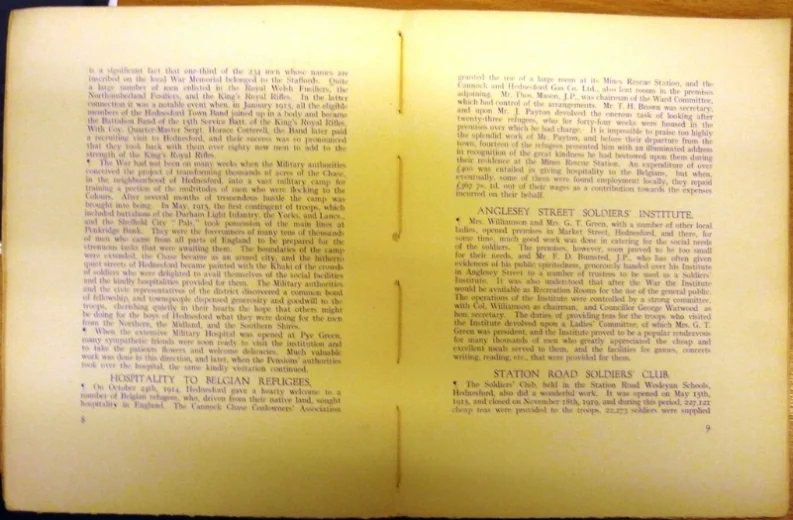 is a significant fact that one-third of the 234 men whose names are
inscribed on the local War Memorial belonged to the Staffords. Quite
a large number of men enlisted in the Royal Welsh Fusiliers, the
Northumberland Fusiliers, and the King's Royal Rifles. In the latter
connection it was a notable event when, in January 1915, all the eligible
members of the Hednesford Town Band joined up in a body and became
the Battalion Band of the 15th Service Batt. of the King's Royal Rifles.
With Coy. Quarter-Master Sergt. Horace Cotterell, the Band later paid
a recruiting visit to Hednesford, and their success was so pronounced
that they took back with them over eighty new men to add to the
strength of the King's Royal Rifles.
¶ The War had not been on many weeks when the Military authorities
conceived the project of transforming thousands of acres of the Chase,
in the neighbourhood of Hednesford, into a vast military camp for
training a portion of the multitudes of men who were flocking to the
Colours. After several months of tremendous bustle the camp was
brought into being. In May, 1915, the first contingent of troops, which
included battalions of the Durham Light Infantry, the Yorks. and Lancs.,
and the Sheffield City "Pals," took possession of the main lines at
Penkridge Bank. They were the forerunners of many tens of thousands
of men who came from all parts of England to be prepared for the
strenuous tasks that were awaiting them. The boundaries of the camp
were extended, the Chase became as an armed city, and the hitherto
quiet streets of Hednesford became painted with the Khaki of the crowds
of soldiers who were delighted to avail themselves of the social facilities
and the kindly hospitalities provided for them. The Military authorities
and the civic representatives of the district discovered a common bond
of fellowship, and townspeople dispensed generosity and goodwill to the
troops, cherishing quietly in their hearts the hope that others might
be doing for the boys of Hednesford what they were doing for the men
from the Northern, the Midland, and the Southern Shires.
¶ When the extensive Military Hospital was opened at Pye Green,
many sympathetic friends were soon ready to visit the institution and
to take the patients flowers and welcome delicacies. Much valuable
work was done in this direction, and later, when the Pensions' authorities
took over the hospital, the same kindly visitation continued.
HOSPITALITY TO BELGIAN REFUGEES.
¶ On October 24th, 1914, Hednesford gave a hearty welcome to a
number of Belgian refugees, who, driven from their native land, sought
hospitality in England. The Cannock Chase Coalowners' Association
8
granted the use of a large room at its Mines Rescue Station, and the
Cannock and Hednesford Gas Co. Ltd., also lent rooms in the premises
adjoining. Mr. Thos. Mason, J.P., was chairman of the Ward Committee,
which had control of the arrangements. Mr. T. H. Brown was secretary,
and upon Mr. J. Payton devolved the onerous task of looking after
twenty-three refugees, who for forty-four weeks were housed in the
premises over which he had charge. It is impossible to praise too highly
the splendid work of Mr. Payton, and before their departure from the
town, fourteen of the refugees presented him with an illuminated address
in recognition of the great kindness he had bestowed upon them during
their residence at the Mines Rescue Station. An expenditure of over
£400 was entailed in giving hospitality to the Belgians, but when,
eventually, some of them were found employment locally, they repaid
out of their wages as a contribution towards the expenses
incurred on their behalf.
ANGLESEY STREET SOLDIERS' INSTITUTE.
¶ Mrs. Williamson and Mrs. G. T. Green, with a number of other local
ladies, opened premises in Market Street, Hednesford, and there, for
some time, much good work was done in catering for the social needs
of the soldiers. The premises, however, soon proved to be too small
for their needs, and Mr. F. D. Bumsted, J.P., who has often given
evidences of his public spiritedness, generously handed over his Institute
in Anglesey Street to a number of trustees to be used as a Soldiers'
Institute. It was also understood that after the War the Institute
would be available as Recreation Rooms for the use of the general public.
The operations of the Institute were controlled by a strong committee,
with Col. Williamson as chairman, and Councillor George Watwood as
hon. secretary. The duties of providing teas for the troops, who visited
the Institute devolved upon a Ladies' Committee, of which Mrs. G. T.
Green was president, and the Institute proved to be a popular rendezvous
for many thousands of men who greatly appreciated the cheap and
excellent meals served to them, and the facilities for games, concerts
writing, reading, etc., that were provided for them.
STATION ROAD SOLDIERS' CLUB.
¶ The Soldiers' Club, held in the Station Road Wesleyan Schools,
Hednesford, also did a wonderful work. It was opened on May 15th,
1915, and closed on November 18th, 1919, and during this period, 227,122
cheap teas were provided to the troops. 22,273 soldiers were supplied
9